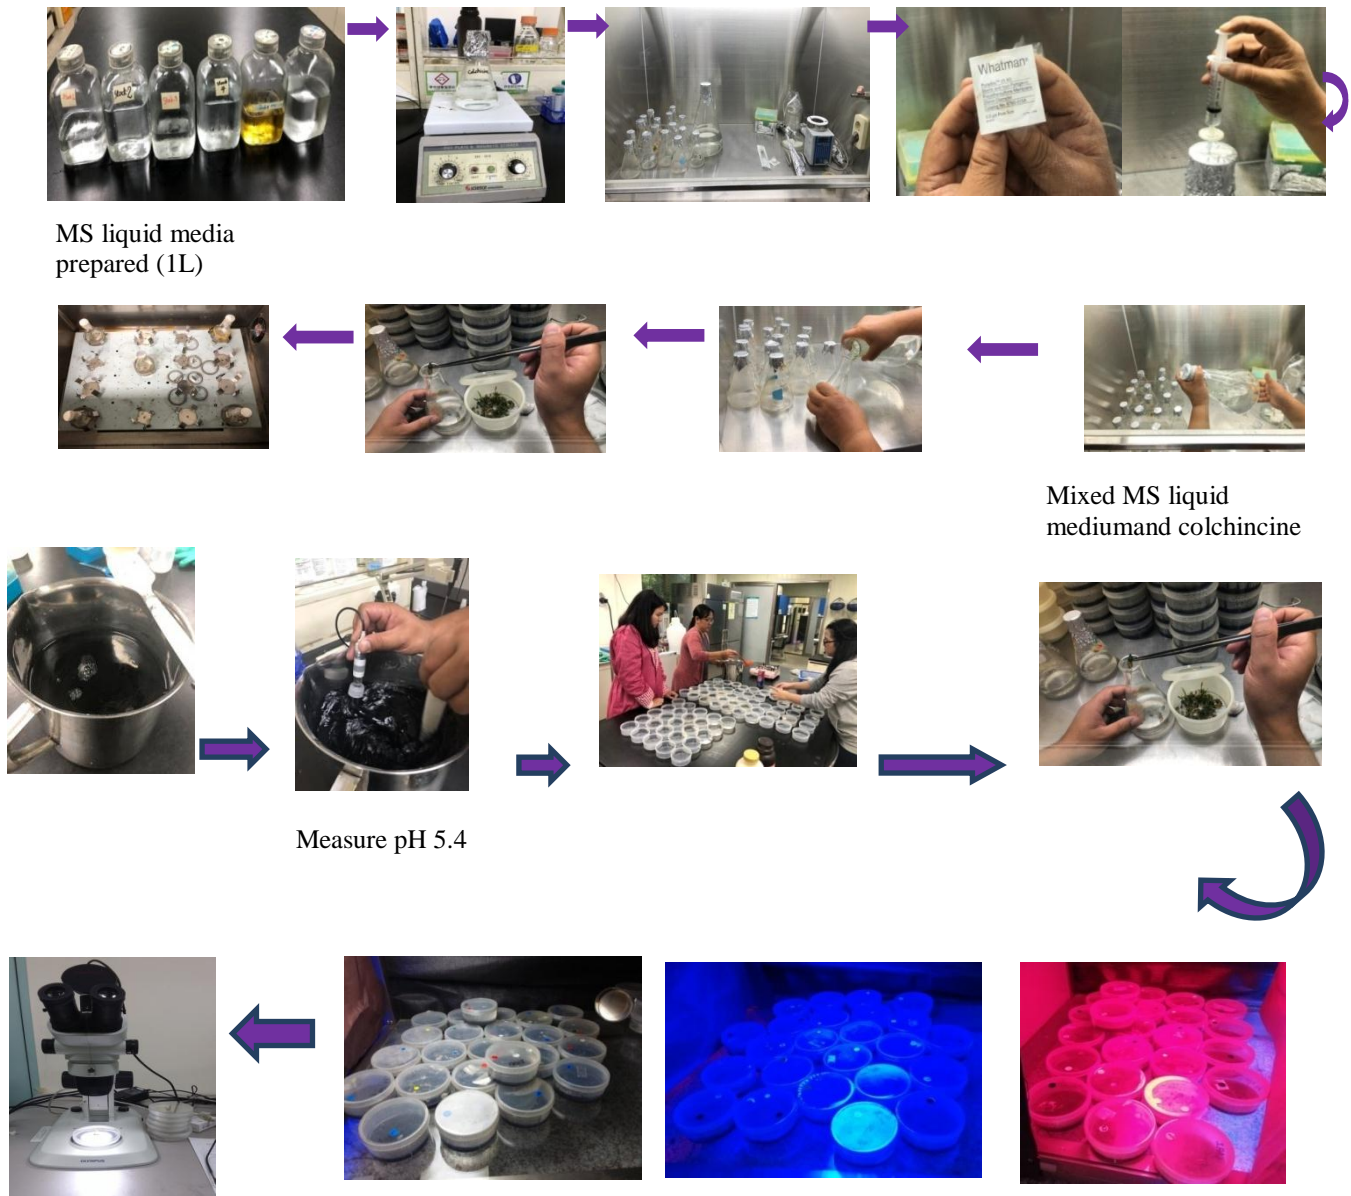 Whatman®
MS liquid media
prepared (1L)
Mixed MS liquid
mediumand colchincine
Measure pH 5.4